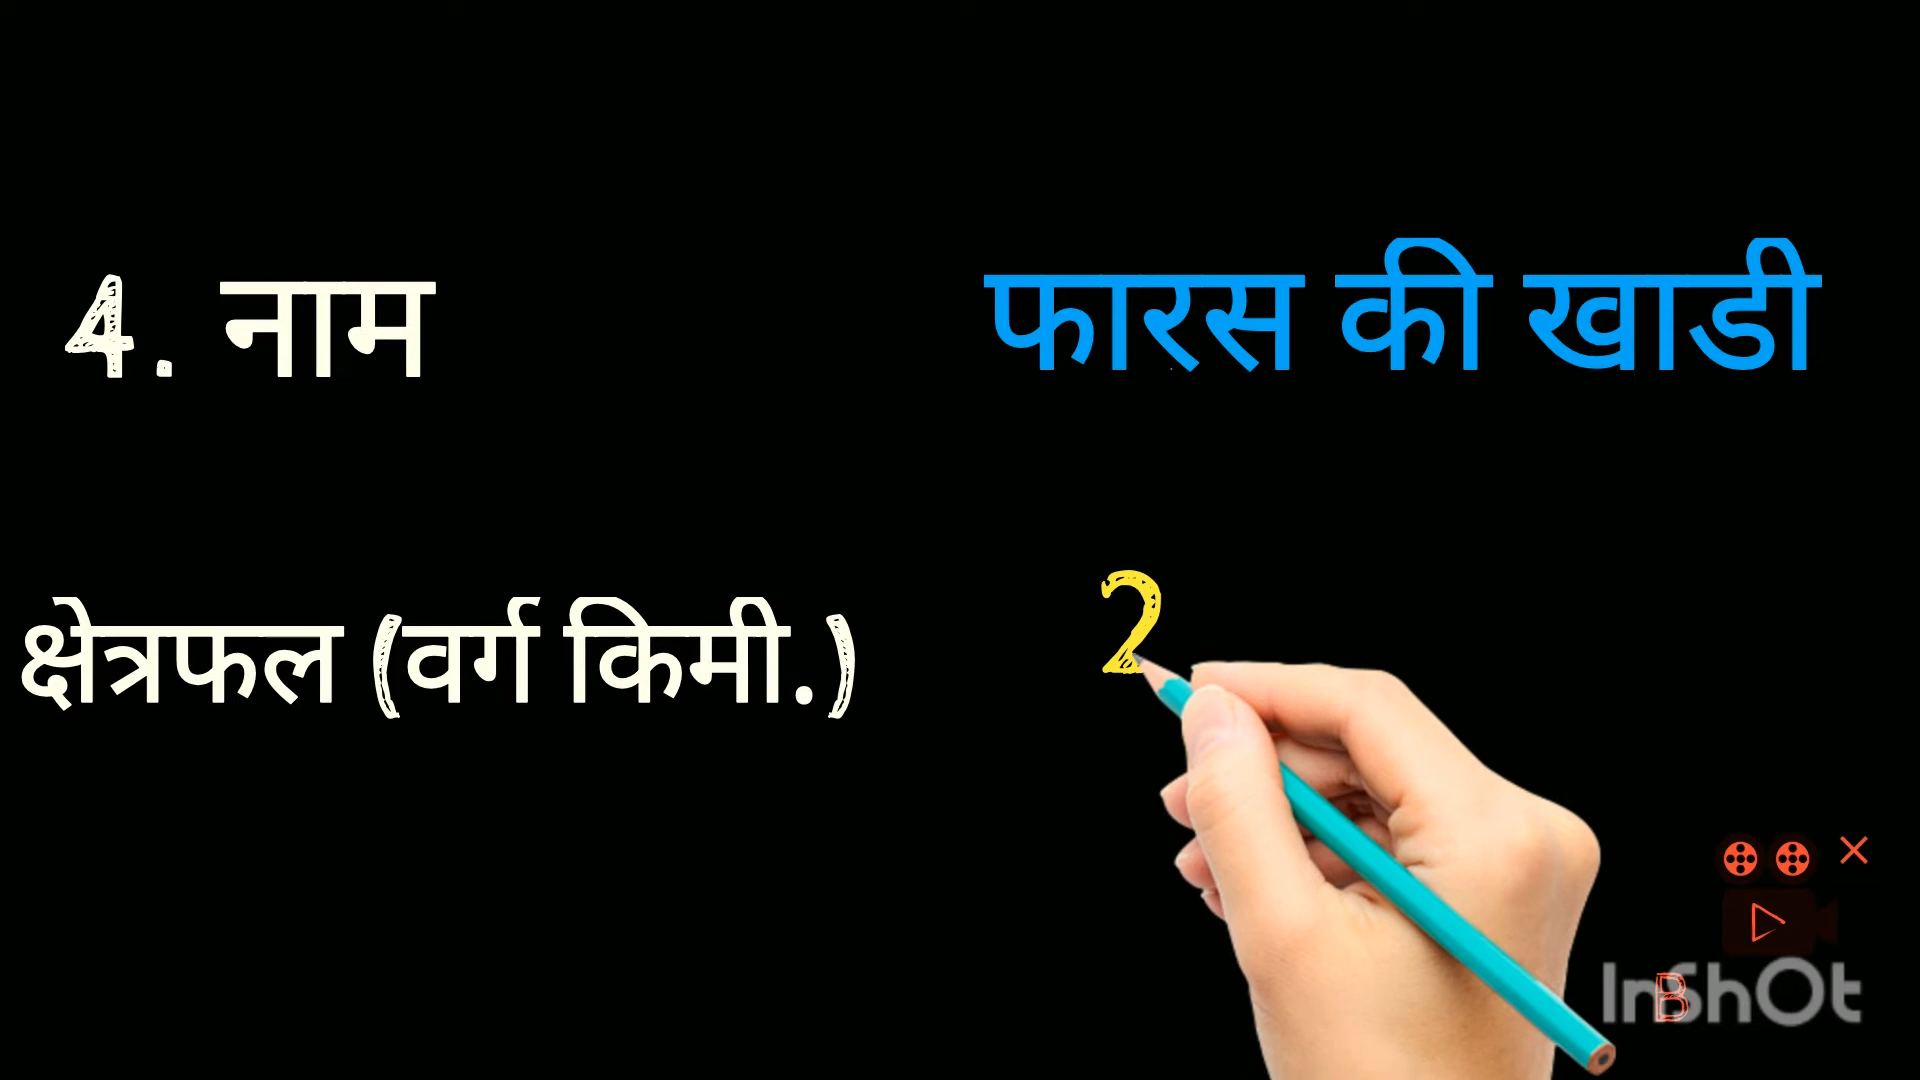 4. नाम फारस की खाडी
क्षेत्रफल (वर्ग किमी.) 2
InShOt
B